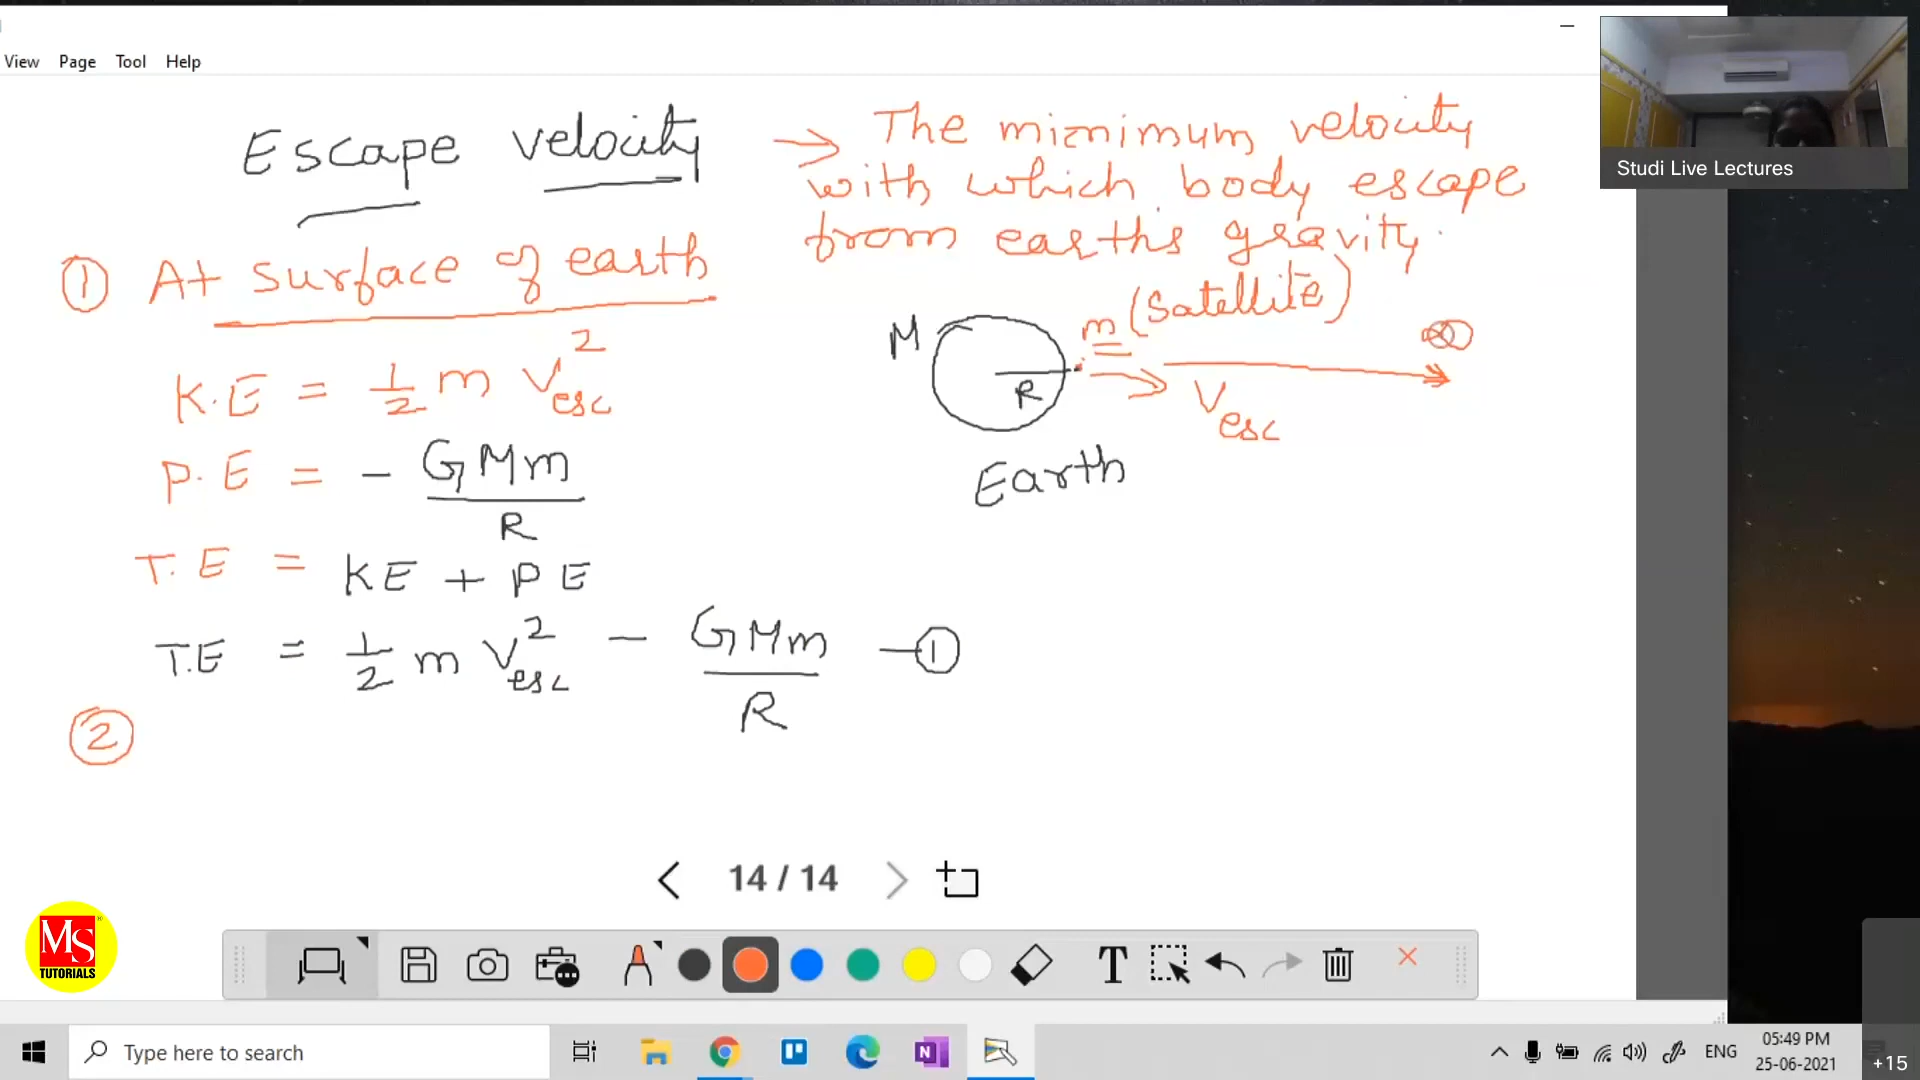 View Page Tool Help
Studi Live Lectures
Escape velocity → The minimum velocity
with which body escape
from earth's gravity.
① At surface of earth
K.E = 1/2 m V²esc
P.E = - GMm/R
T.E = KE + PE
T.E = 1/2 m V²esc - GMm/R —①
②
M
R
m (Satellite)
∞
Vesc
Earth
14 / 14
MS
TUTORIALS
T
Type here to search
N
ENG
05:49 PM
25-06-2021
+15